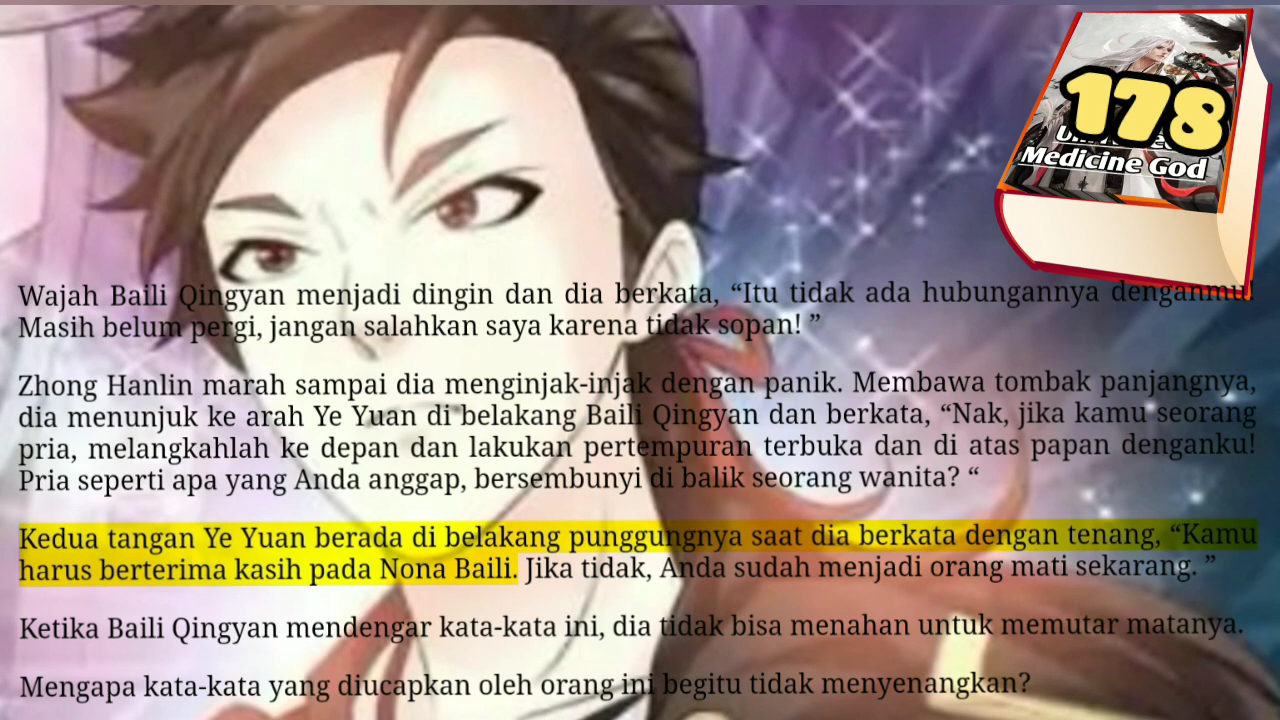 178
Medicine God
Wajah Baili Qingyan menjadi dingin dan dia berkata, “Itu tidak ada hubungannya denganmu.
Masih belum pergi, jangan salahkan saya karena tidak sopan! ”
Zhong Hanlin marah sampai dia menginjak-injak dengan panik. Membawa tombak panjangnya,
dia menunjuk ke arah Ye Yuan di belakang Baili Qingyan dan berkata, “Nak, jika kamu seorang
pria, melangkahlah ke depan dan lakukan pertempuran terbuka dan di atas papan denganku!
Pria seperti apa yang Anda anggap, bersembunyi di balik seorang wanita? “
Kedua tangan Ye Yuan berada di belakang punggungnya saat dia berkata dengan tenang, “Kamu
harus berterima kasih pada Nona Baili. Jika tidak, Anda sudah menjadi orang mati sekarang. ”
Ketika Baili Qingyan mendengar kata-kata ini, dia tidak bisa menahan untuk memutar matanya.
Mengapa kata-kata yang diucapkan oleh orang ini begitu tidak menyenangkan?